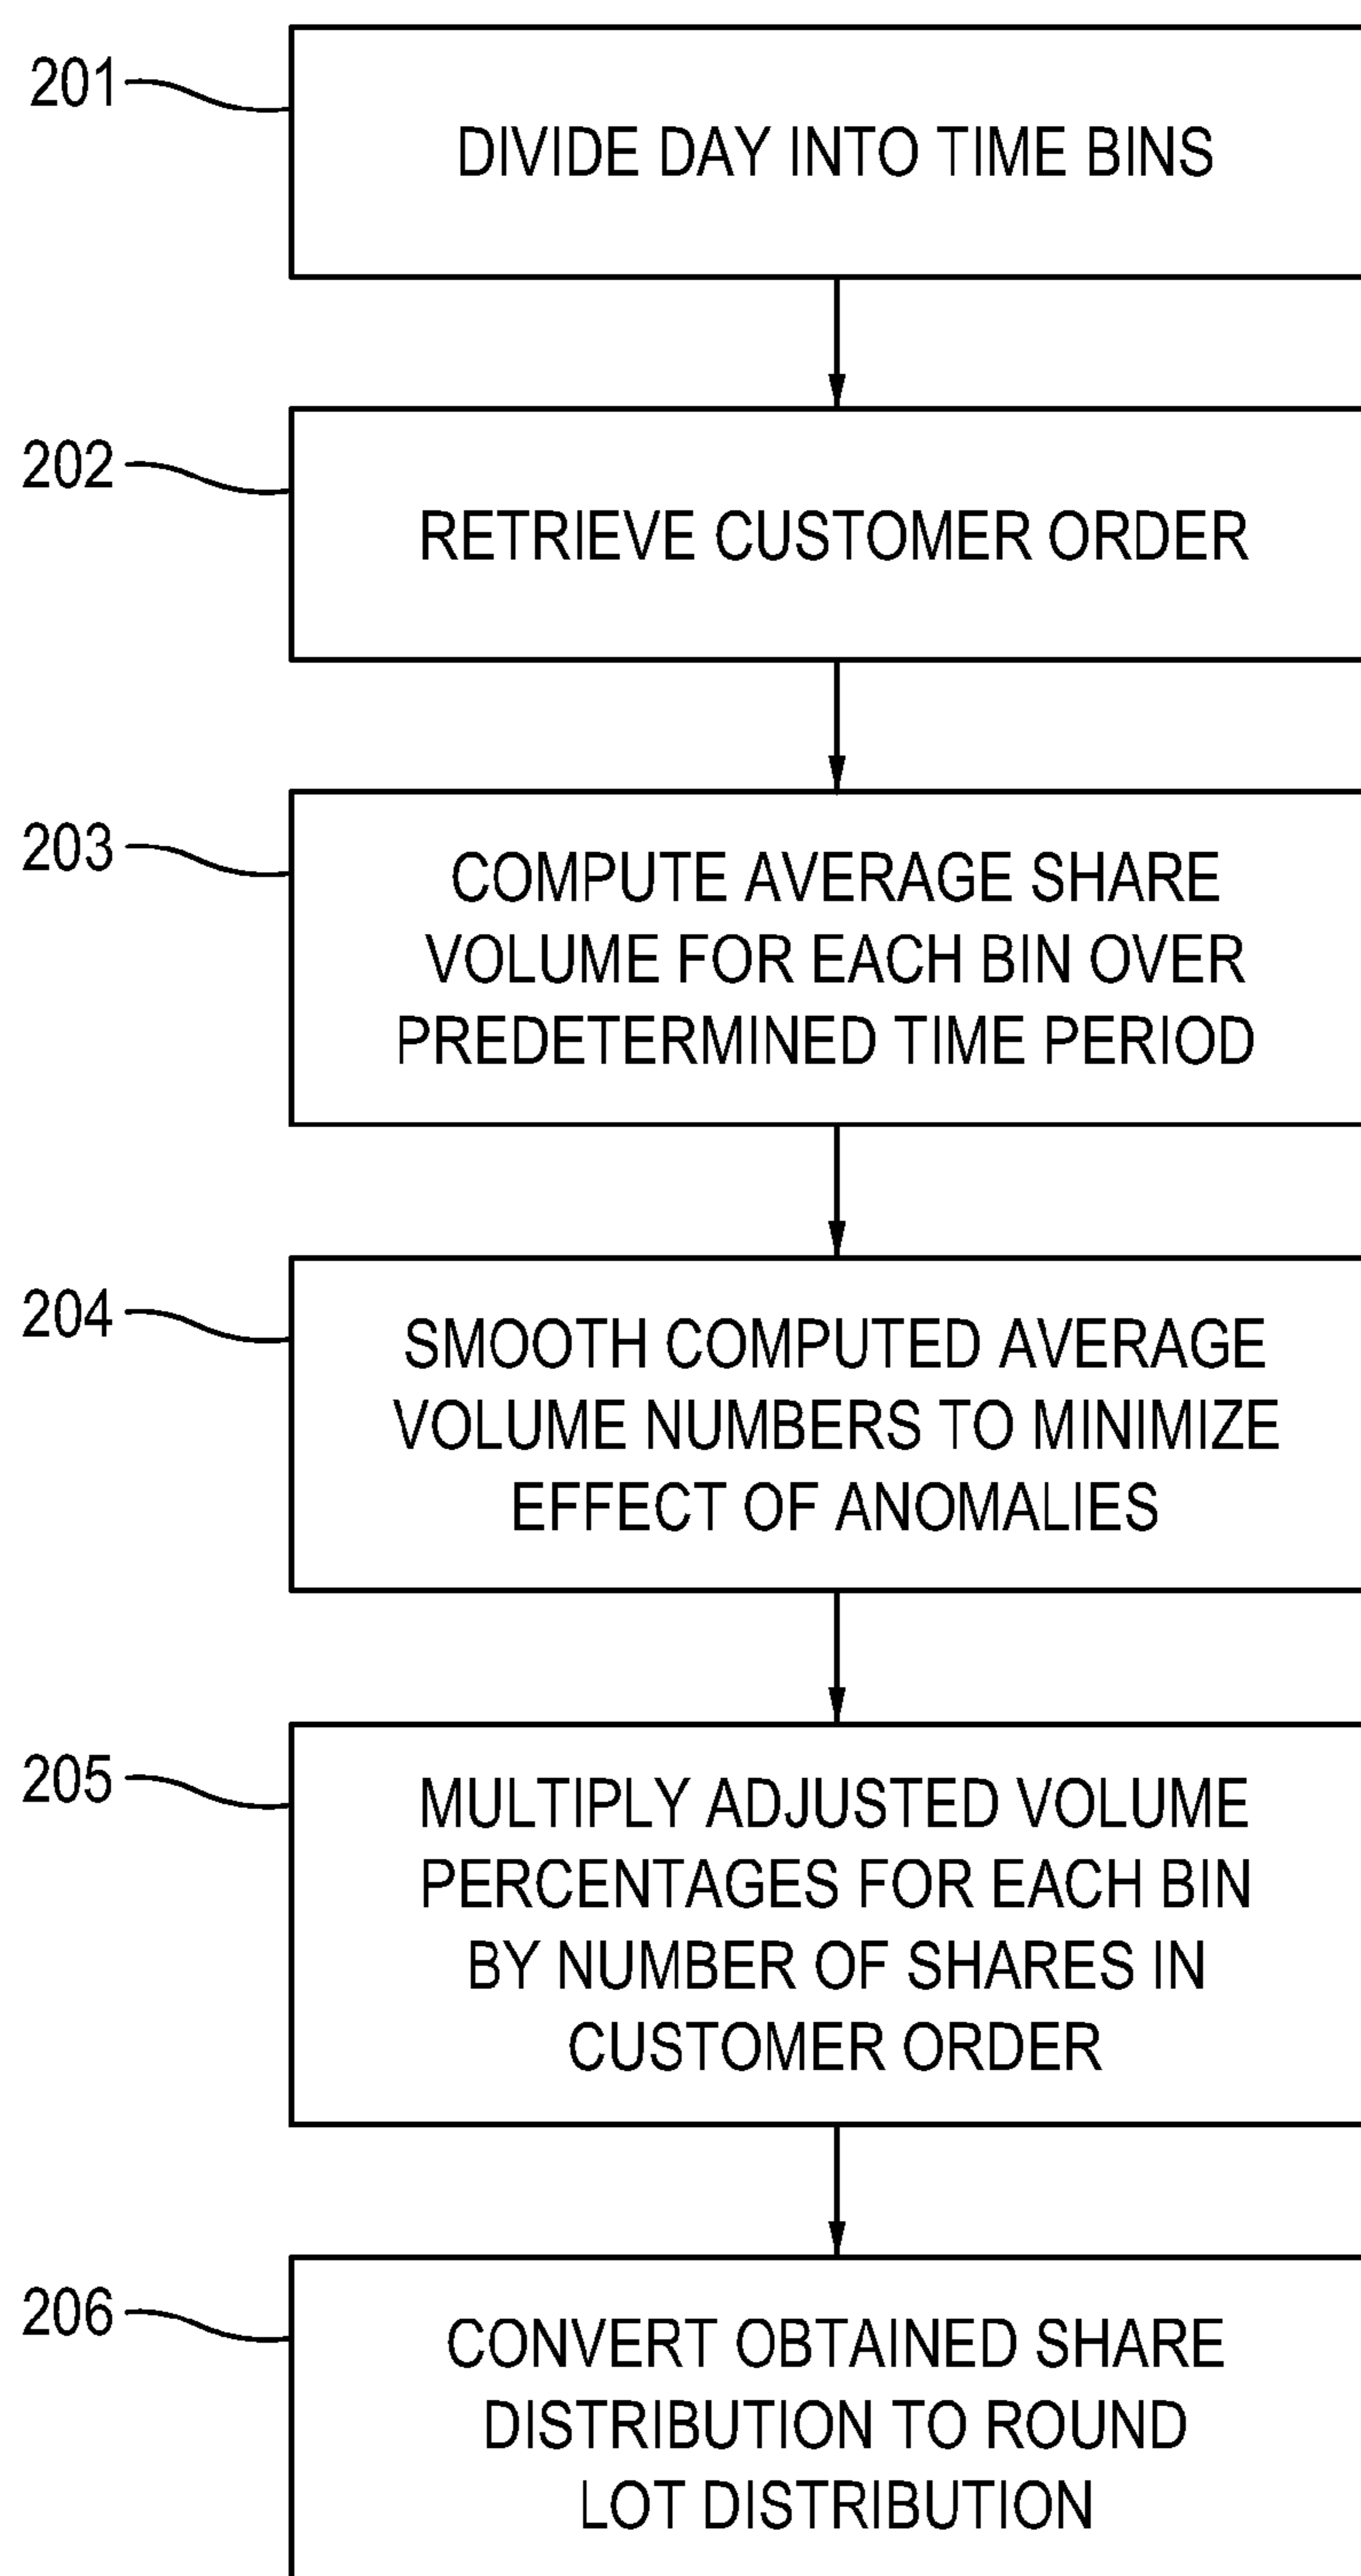 201
DIVIDE DAY INTO TIME BINS
202
RETRIEVE CUSTOMER ORDER
203
COMPUTE AVERAGE SHARE
VOLUME FOR EACH BIN OVER
PREDETERMINED TIME PERIOD
204
SMOOTH COMPUTED AVERAGE
VOLUME NUMBERS TO MINIMIZE
EFFECT OF ANOMALIES
205
MULTIPLY ADJUSTED VOLUME
PERCENTAGES FOR EACH BIN
BY NUMBER OF SHARES IN
CUSTOMER ORDER
206
CONVERT OBTAINED SHARE
DISTRIBUTION TO ROUND
LOT DISTRIBUTION